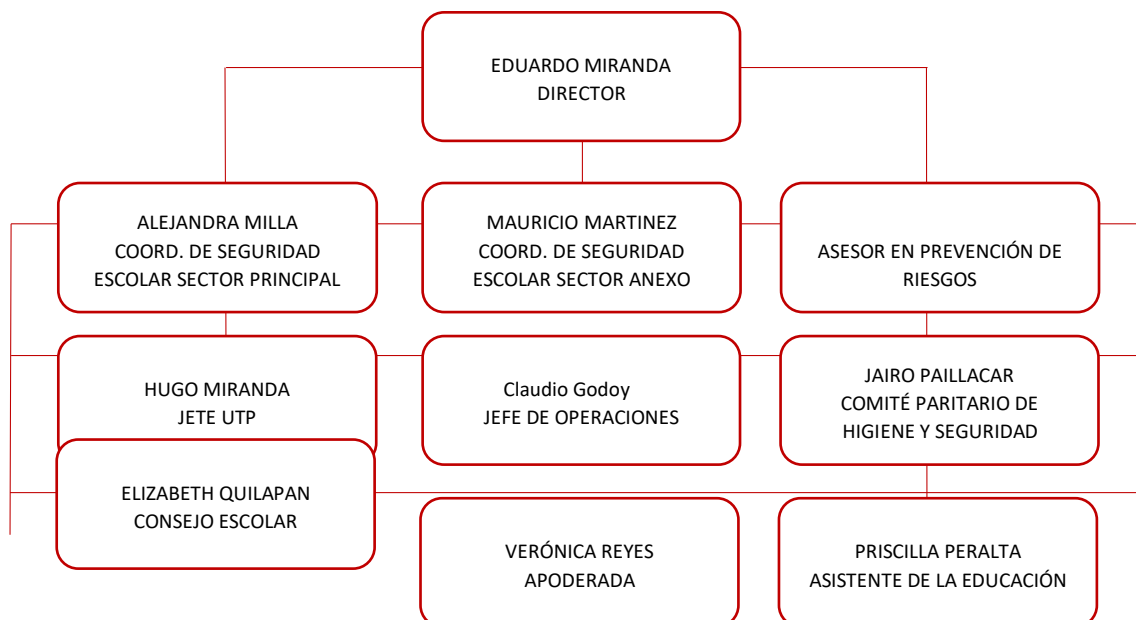 EDUARDO MIRANDA
DIRECTOR
ALEJANDRA MILLA
COORD. DE SEGURIDAD
ESCOLAR SECTOR PRINCIPAL
MAURICIO MARTINEZ
COORD. DE SEGURIDAD
ESCOLAR SECTOR ANEXO
ASESOR EN PREVENCIÓN DE
RIESGOS
HUGO MIRANDA
JETE UTP
Claudio Godoy
JEFE DE OPERACIONES
JAIRO PAILLACAR
COMITÉ PARITARIO DE
HIGIENE Y SEGURIDAD
ELIZABETH QUILAPAN
CONSEJO ESCOLAR
VERÓNICA REYES
APODERADA
PRISCILLA PERALTA
ASISTENTE DE LA EDUCACIÓN